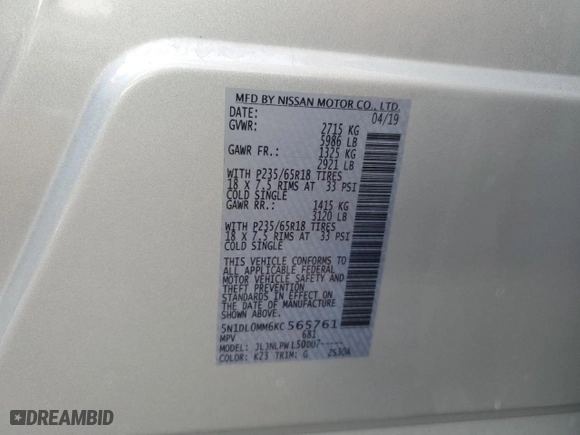 MFD BY NISSAN MOTOR CO., LTD.
DATE: 04/19
GVWR: 2715 KG
5986 LB
GAWR FR.: 1325 KG
2921 LB
WITH P235/65R18 TIRES
18 X 7.5 RIMS AT 33 PSI
COLD SINGLE
GAWR RR.: 1415 KG
3120 LB
WITH P235/65R18 TIRES
18 X 7.5 RIMS AT 33 PSI
COLD SINGLE
THIS VEHICLE CONFORMS TO
ALL APPLICABLE FEDERAL
MOTOR VEHICLE SAFETY AND
THEFT PREVENTION
STANDARDS IN EFFECT ON
THE DATE OF MANUFACTURE
SHOWN ABOVE.
5N1DL0MM6KC565761
MPV 681
MODEL:
COLOR: K23 TRIM: G
DREAMBID